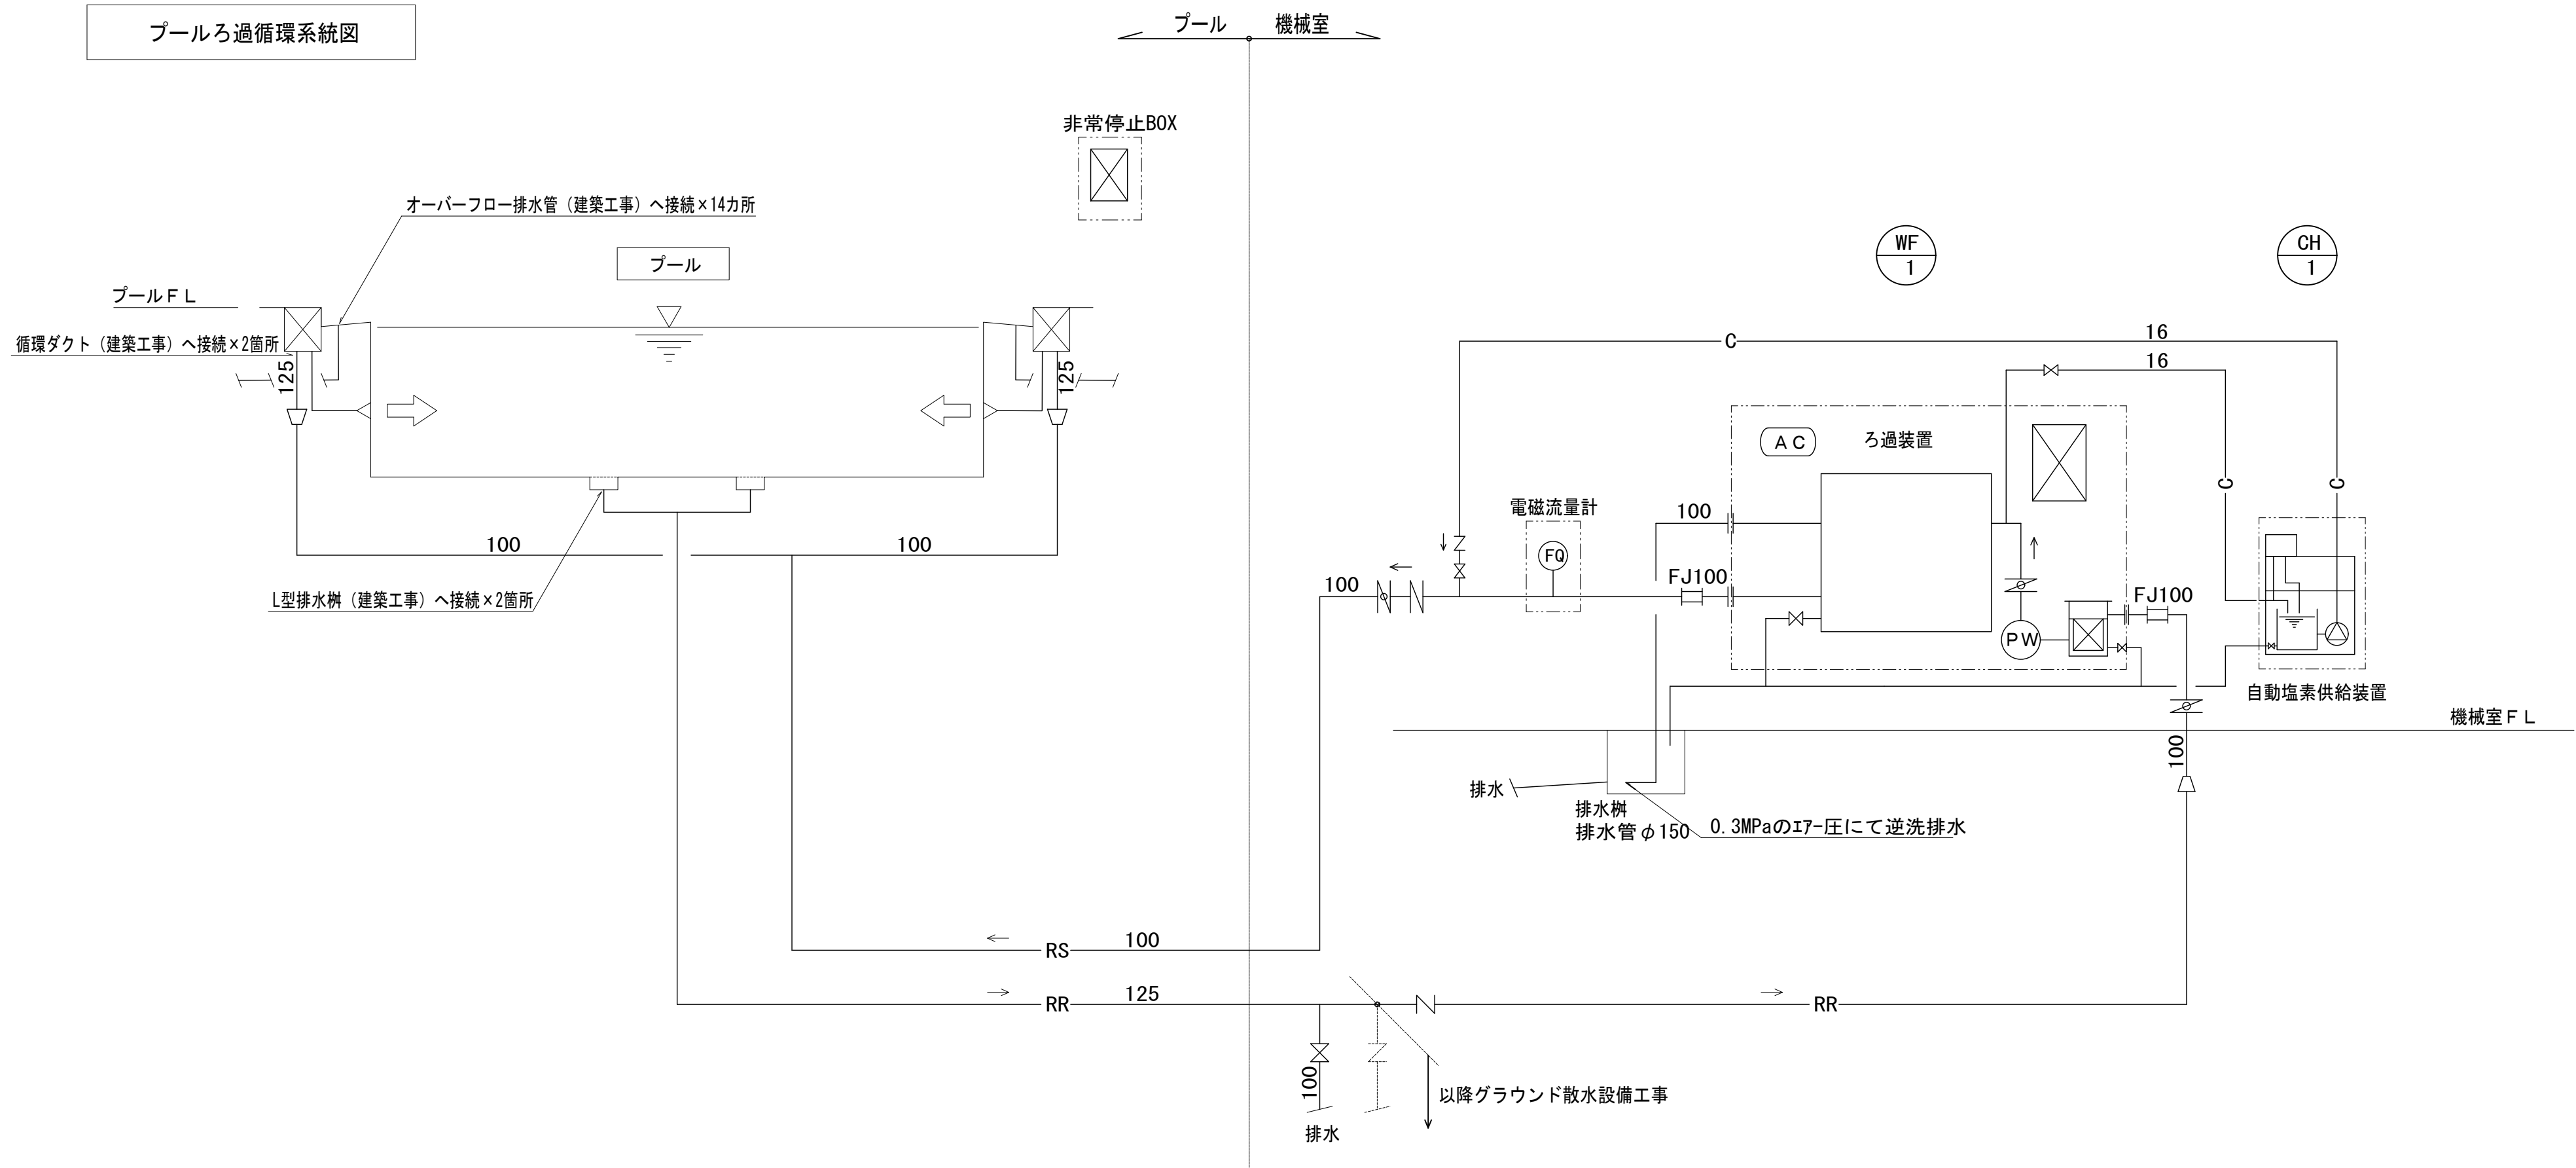 プールろ過循環系統図
プール
機械室
非常停止BOX
オーバーフロー排水管（建築工事）へ接続×14カ所
プール
プールＦＬ
循環ダクト（建築工事）へ接続×2箇所
125
125
100
100
L型排水桝（建築工事）へ接続×2箇所
WF
1
CH
1
C
16
16
C
C
ＡＣ
ろ過装置
電磁流量計
FQ
100
FJ100
100
PW
FJ100
自動塩素供給装置
機械室ＦＬ
100
排水
排水桝
排水管φ150
0.3MPaのｴｱｰ圧にて逆洗排水
RS
100
RR
125
RR
100
排水
以降グラウンド散水設備工事